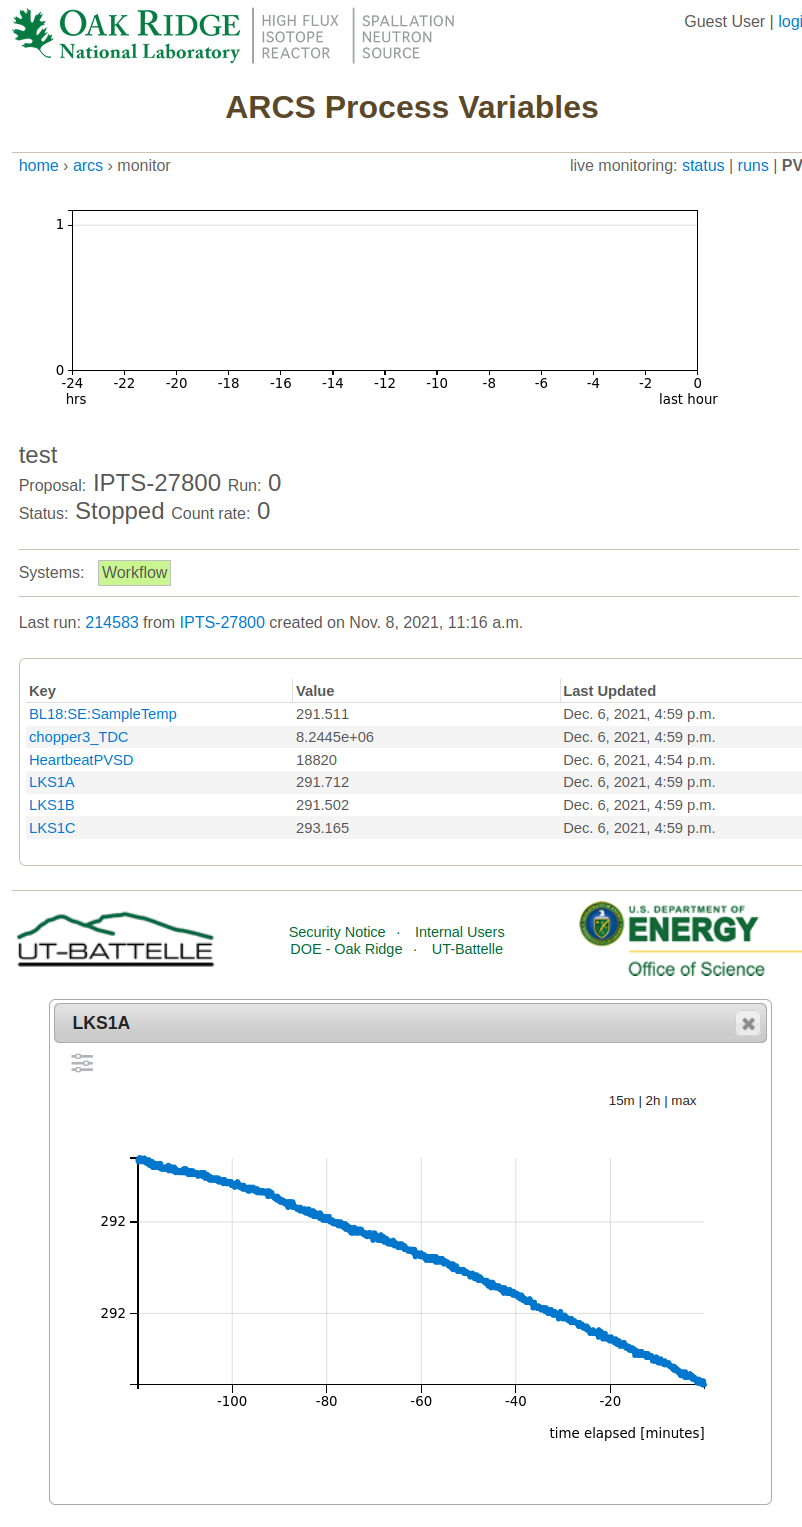 OAK RIDGE
National Laboratory
HIGH FLUX
ISOTOPE
REACTOR
SPALLATION
NEUTRON
SOURCE
Guest User | logi
ARCS Process Variables
home › arcs › monitor
live monitoring: status | runs | PV
1
0
-24 -22 -20 -18 -16 -14 -12 -10 -8 -6 -4 -2 0
hrs last hour
test
Proposal: IPTS-27800 Run: 0
Status: Stopped Count rate: 0
Systems: Workflow
Last run: 214583 from IPTS-27800 created on Nov. 8, 2021, 11:16 a.m.
Key Value Last Updated
BL18:SE:SampleTemp 291.511 Dec. 6, 2021, 4:59 p.m.
chopper3_TDC 8.2445e+06 Dec. 6, 2021, 4:59 p.m.
HeartbeatPVSD 18820 Dec. 6, 2021, 4:54 p.m.
LKS1A 291.712 Dec. 6, 2021, 4:59 p.m.
LKS1B 291.502 Dec. 6, 2021, 4:59 p.m.
LKS1C 293.165 Dec. 6, 2021, 4:59 p.m.
UT-BATTELLE
Security Notice · Internal Users
DOE - Oak Ridge · UT-Battelle
U.S. DEPARTMENT OF
ENERGY
Office of Science
LKS1A
15m | 2h | max
292
292
-100 -80 -60 -40 -20
time elapsed [minutes]